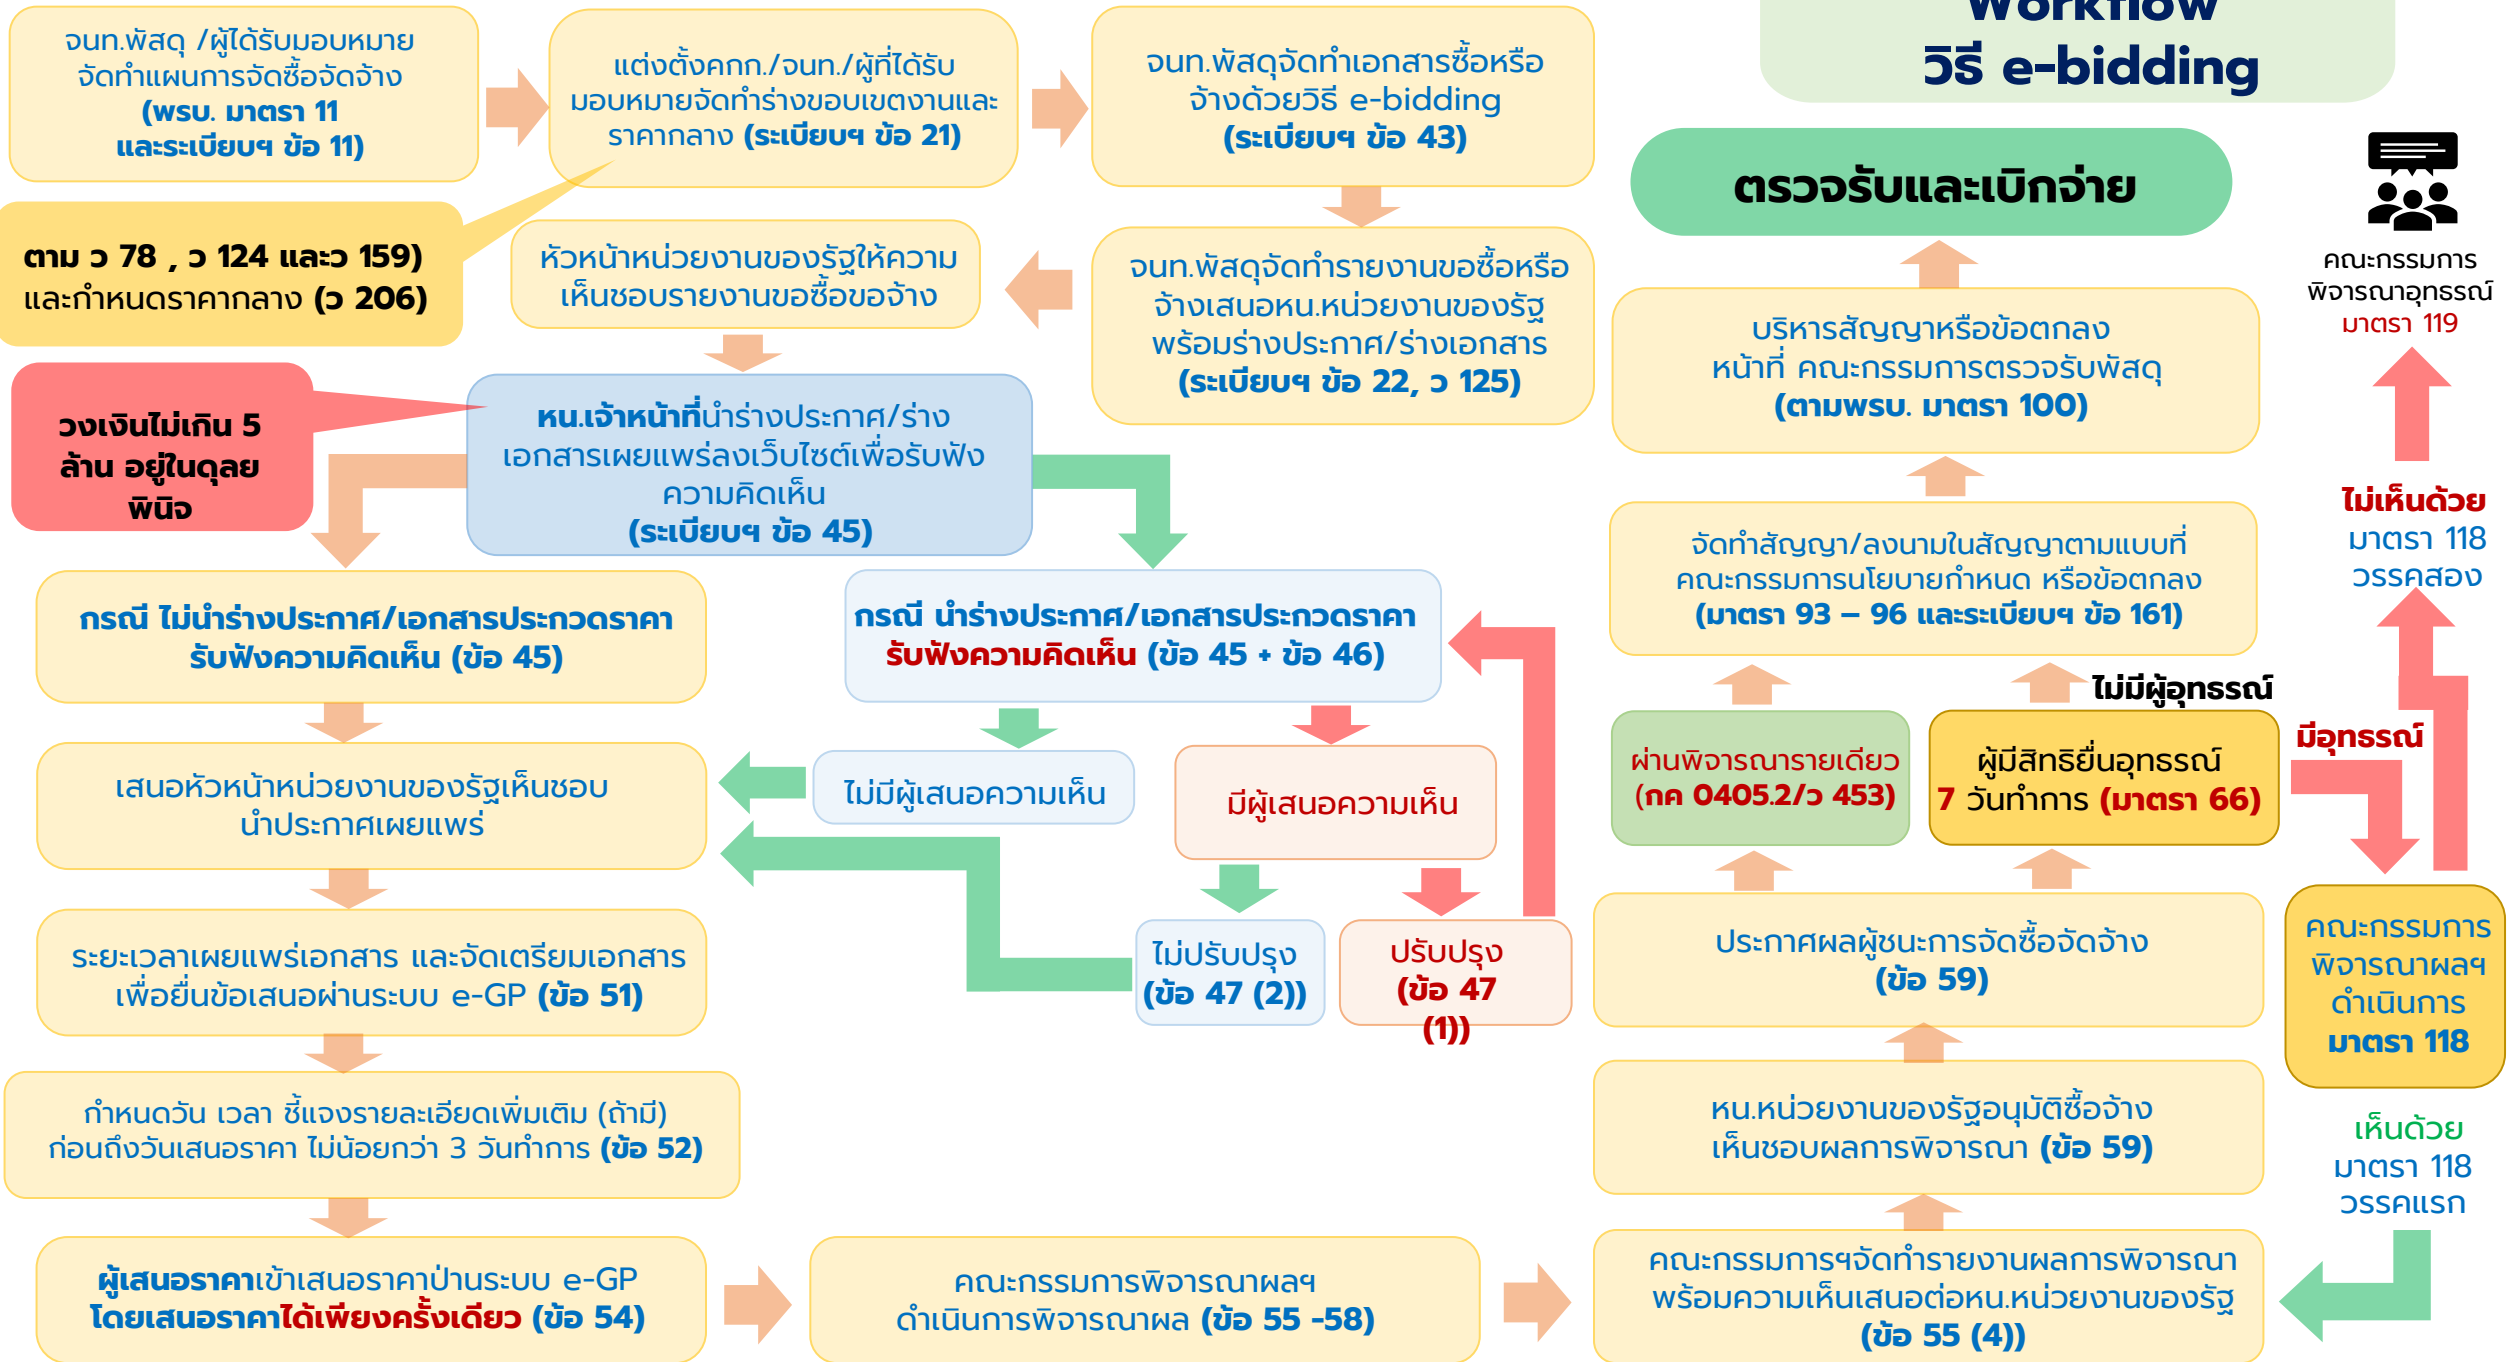 Workflow
วิธี e-bidding
จนท.พัสดุ /ผู้ได้รับมอบหมาย
จัดทำแผนการจัดซื้อจัดจ้าง
(พรบ. มาตรา 11
และระเบียบฯ ข้อ 11)
แต่งตั้งคกก./จนท./ผู้ที่ได้รับ
มอบหมายจัดทำร่างขอบเขตงานและ
ราคากลาง (ระเบียบฯ ข้อ 21)
จนท.พัสดุจัดทำเอกสารซื้อหรือ
จ้างด้วยวิธี e-bidding
(ระเบียบฯ ข้อ 43)
ตาม ว 78 , ว 124 และว 159)
และกำหนดราคากลาง (ว 206)
หัวหน้าหน่วยงานของรัฐให้ความ
เห็นชอบรายงานขอซื้อขอจ้าง
จนท.พัสดุจัดทำรายงานขอซื้อหรือ
จ้างเสนอหน.หน่วยงานของรัฐ
พร้อมร่างประกาศ/ร่างเอกสาร
(ระเบียบฯ ข้อ 22, ว 125)
วงเงินไม่เกิน 5
ล้าน อยู่ในดุลย
พินิจ
หน.เจ้าหน้าที่นำร่างประกาศ/ร่าง
เอกสารเผยแพร่ลงเว็บไซต์เพื่อรับฟัง
ความคิดเห็น
(ระเบียบฯ ข้อ 45)
กรณี ไม่นำร่างประกาศ/เอกสารประกวดราคา
รับฟังความคิดเห็น (ข้อ 45)
กรณี นำร่างประกาศ/เอกสารประกวดราคา
รับฟังความคิดเห็น (ข้อ 45 + ข้อ 46)
เสนอหัวหน้าหน่วยงานของรัฐเห็นชอบ
นำประกาศเผยแพร่
ไม่มีผู้เสนอความเห็น
มีผู้เสนอความเห็น
ไม่ปรับปรุง
(ข้อ 47 (2))
ปรับปรุง
(ข้อ 47
(1))
ระยะเวลาเผยแพร่เอกสาร และจัดเตรียมเอกสาร
เพื่อยื่นข้อเสนอผ่านระบบ e-GP (ข้อ 51)
กำหนดวัน เวลา ชี้แจงรายละเอียดเพิ่มเติม (ถ้ามี)
ก่อนถึงวันเสนอราคา ไม่น้อยกว่า 3 วันทำการ (ข้อ 52)
ผู้เสนอราคาเข้าเสนอราคาป่านระบบ e-GP
โดยเสนอราคาได้เพียงครั้งเดียว (ข้อ 54)
คณะกรรมการพิจารณาผลฯ
ดำเนินการพิจารณาผล (ข้อ 55 -58)
คณะกรรมการฯจัดทำรายงานผลการพิจารณา
พร้อมความเห็นเสนอต่อหน.หน่วยงานของรัฐ
(ข้อ 55 (4))
หน.หน่วยงานของรัฐอนุมัติซื้อจ้าง
เห็นชอบผลการพิจารณา (ข้อ 59)
ประกาศผลผู้ชนะการจัดซื้อจัดจ้าง
(ข้อ 59)
ผ่านพิจารณารายเดียว
(กค 0405.2/ว 453)
ผู้มีสิทธิยื่นอุทธรณ์
7 วันทำการ (มาตรา 66)
ไม่มีผู้อุทธรณ์
มีอุทธรณ์
จัดทำสัญญา/ลงนามในสัญญาตามแบบที่
คณะกรรมการนโยบายกำหนด หรือข้อตกลง
(มาตรา 93 – 96 และระเบียบฯ ข้อ 161)
บริหารสัญญาหรือข้อตกลง
หน้าที่ คณะกรรมการตรวจรับพัสดุ
(ตามพรบ. มาตรา 100)
ตรวจรับและเบิกจ่าย
คณะกรรมการ
พิจารณาอุทธรณ์
มาตรา 119
ไม่เห็นด้วย
มาตรา 118
วรรคสอง
คณะกรรมการ
พิจารณาผลฯ
ดำเนินการ
มาตรา 118
เห็นด้วย
มาตรา 118
วรรคแรก